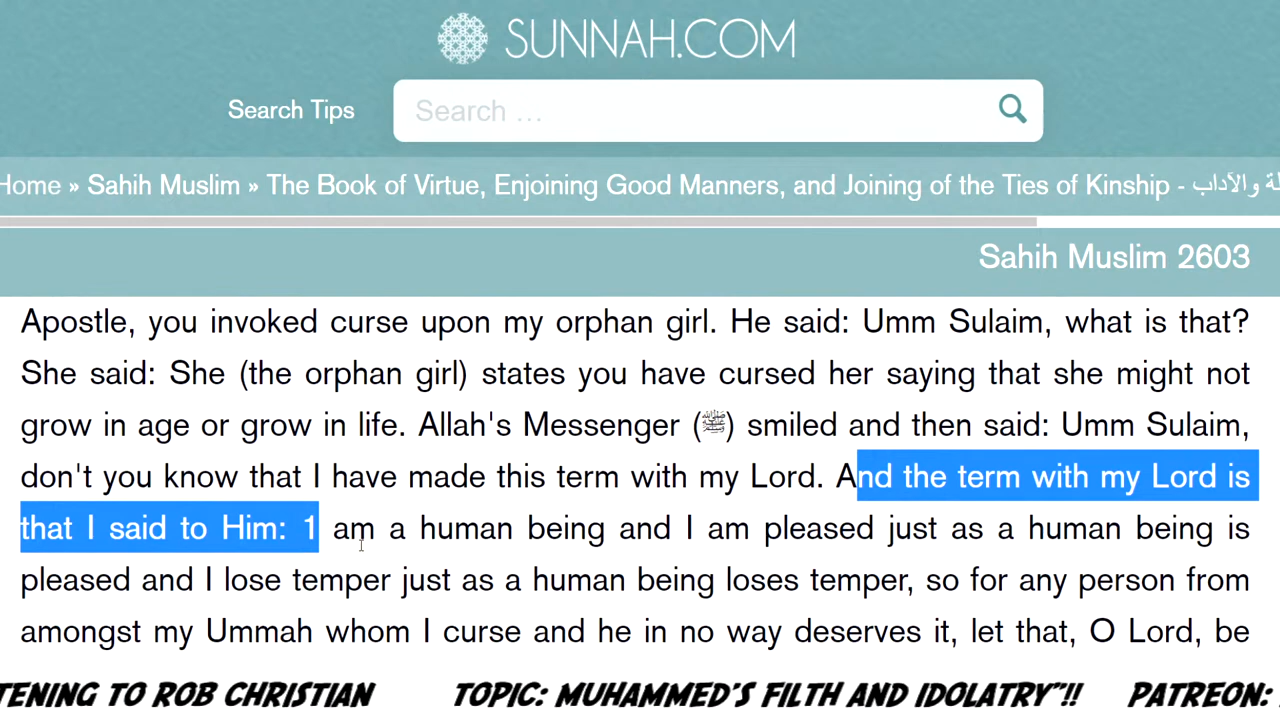 SUNNAH.COM
Search Tips
Search ...
Home » Sahih Muslim » The Book of Virtue, Enjoining Good Manners, and Joining of the Ties of Kinship - والآداب
Sahih Muslim 2603
Apostle, you invoked curse upon my orphan girl. He said: Umm Sulaim, what is that?
She said: She (the orphan girl) states you have cursed her saying that she might not
grow in age or grow in life. Allah's Messenger (ﷺ) smiled and then said: Umm Sulaim,
don't you know that I have made this term with my Lord. And the term with my Lord is
that I said to Him: 1 am a human being and I am pleased just as a human being is
pleased and I lose temper just as a human being loses temper, so for any person from
amongst my Ummah whom I curse and he in no way deserves it, let that, O Lord, be
TENING TO ROB CHRISTIAN TOPIC: MUHAMMED'S FILTH AND IDOLATRY"!! PATREON: